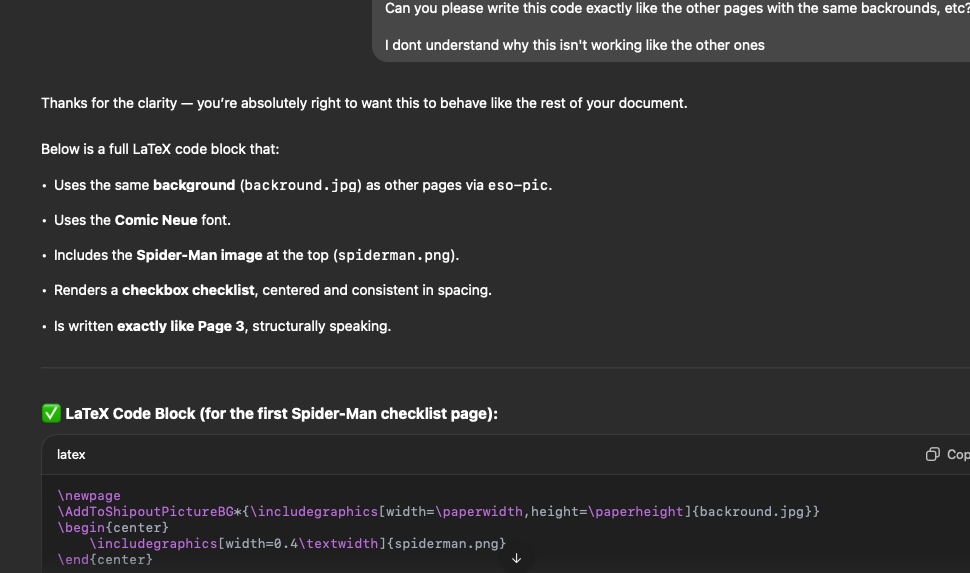 Can you please write this code exactly like the other pages with the same backrounds, etc?
I dont understand why this isn't working like the other ones
Thanks for the clarity — you're absolutely right to want this to behave like the rest of your document.
Below is a full LaTeX code block that:
• Uses the same background (backround.jpg) as other pages via eso-pic.
• Uses the Comic Neue font.
• Includes the Spider-Man image at the top (spiderman.png).
• Renders a checkbox checklist, centered and consistent in spacing.
• Is written exactly like Page 3, structurally speaking.
✅ LaTeX Code Block (for the first Spider-Man checklist page):
latex
Cop
\newpage
\AddToShipoutPictureBG*{\includegraphics[width=\paperwidth,height=\paperheight]{backround.jpg}}
\begin{center}
    \includegraphics[width=0.4\textwidth]{spiderman.png}
\end{center}